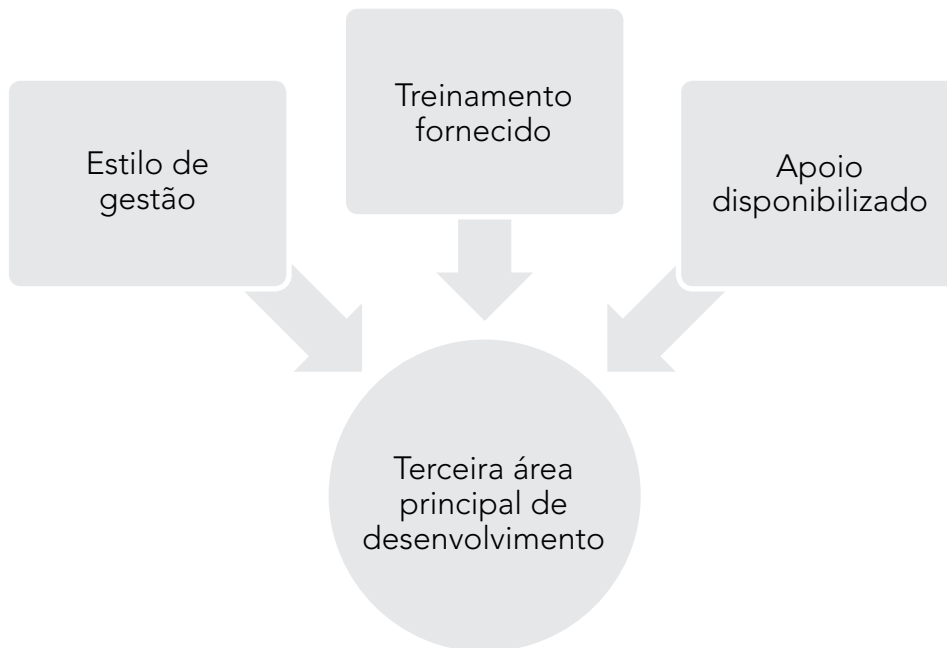 Treinamento
fornecido
Estilo de
gestão
Apoio
disponibilizado
Terceira área
principal de
desenvolvimento